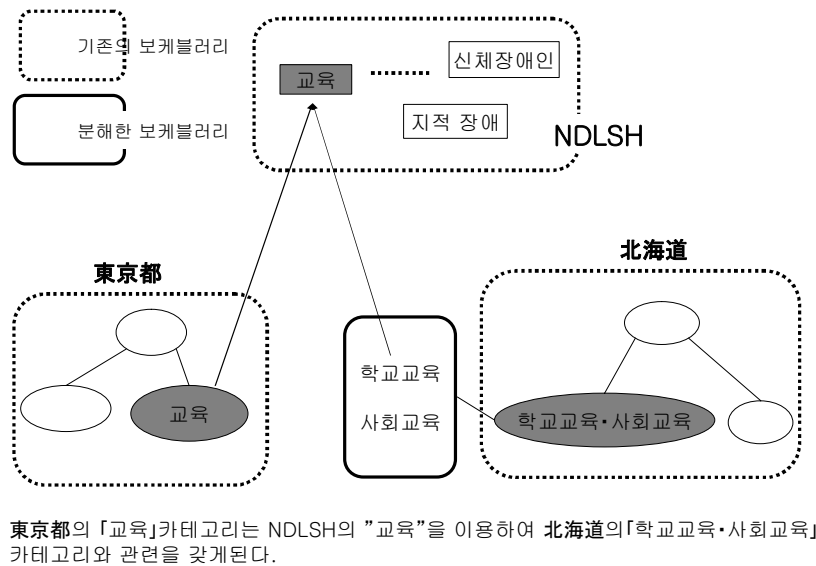 기존의 보케블러리
분해한 보케블러리
교육
신체장애인
지적 장애
NDLSH
東京都
北海道
교육
학교교육
사회교육
학교교육•사회교육
東京都의 「교육」카테고리는 NDLSH의 ”교육”을 이용하여 北海道의「학교교육•사회교육」
카테고리와 관련을 갖게된다.